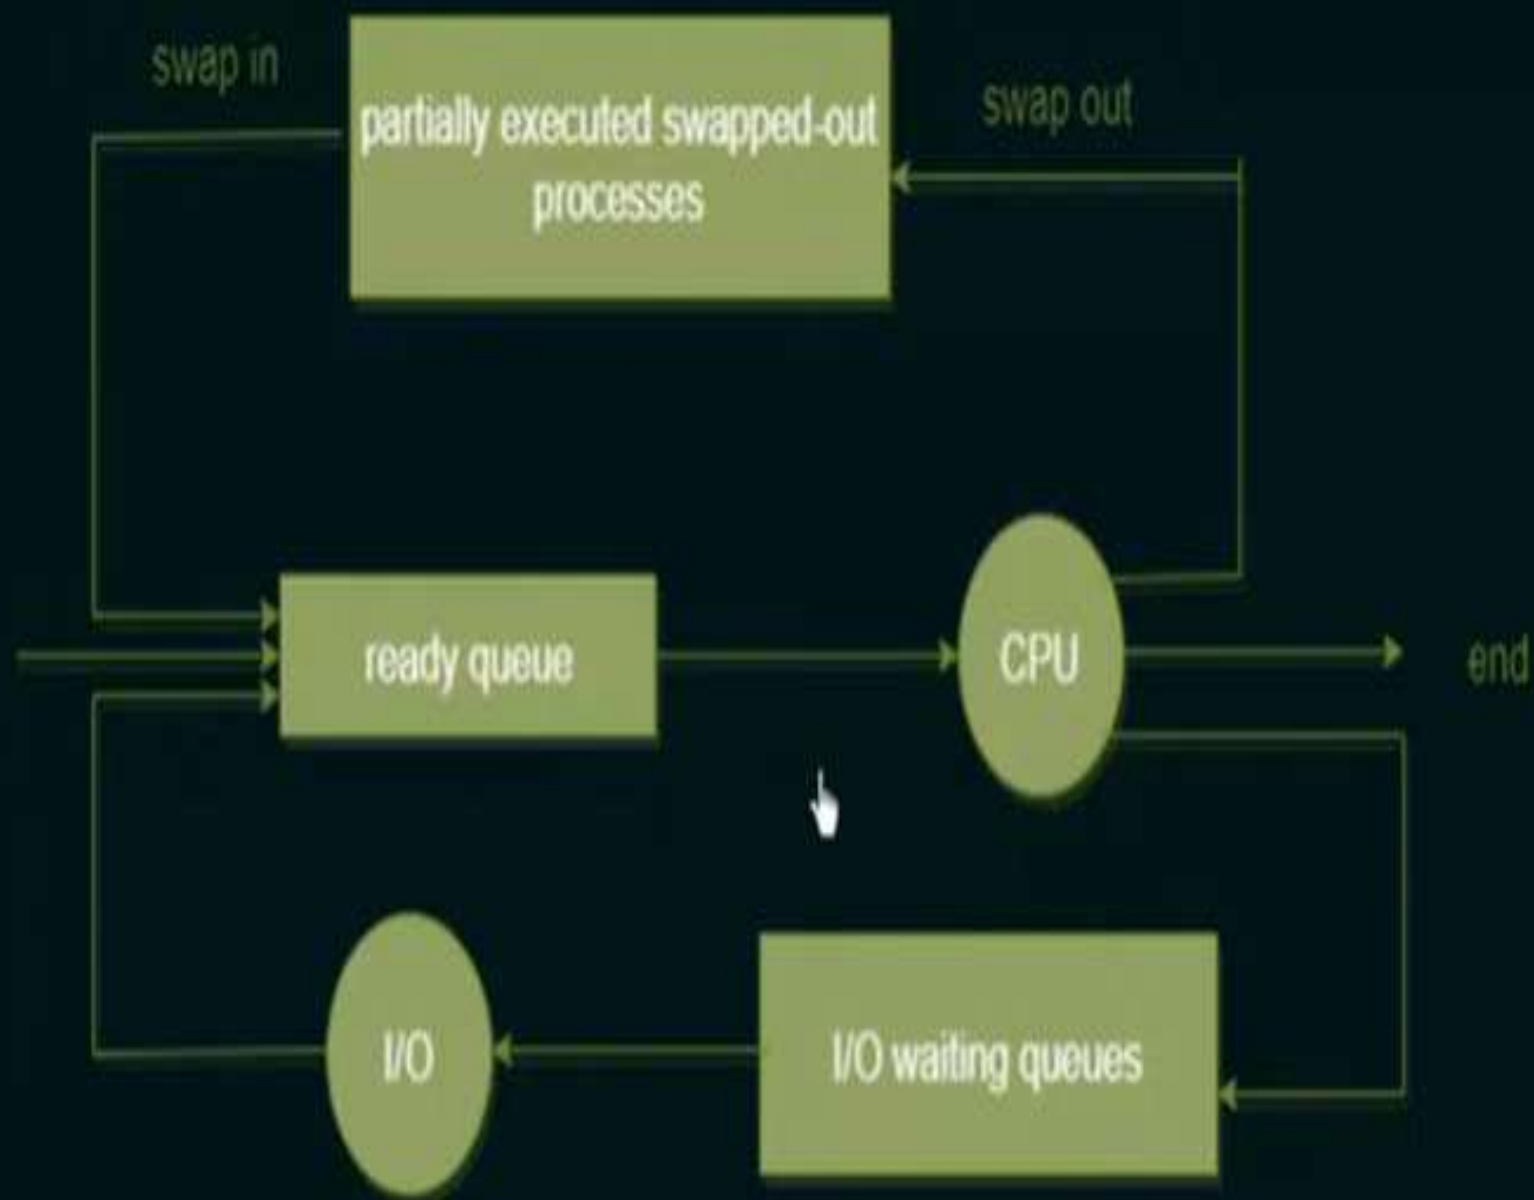 swap in
partially executed swapped-out
processes
swap out
ready queue
CPU
end
I/O
I/O waiting queues